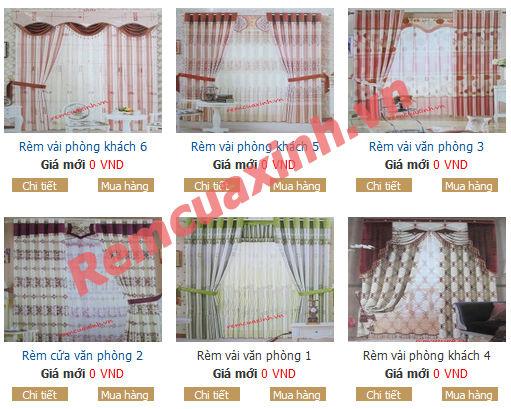 Rèm vải phòng khách 6
Rèm vải phòng khách 5
Rèm vải văn phòng 3
Giá mới 0 VND
Giá mới 0 VND
Giá mới 0 VND
Chi tiết
Mua hàng
Chi tiết
Mua hàng
Chi tiết
Mua hàng
Remcuaxinh.vn
remcuaxinh.vn
Rèm cửa văn phòng 2
Rèm vải văn phòng 1
Rèm vải phòng khách 4
Giá mới 0 VND
Giá mới 0 VND
Giá mới 0 VND
Chi tiết
Mua hàng
Chi tiết
Mua hàng
Chi tiết
Mua hàng